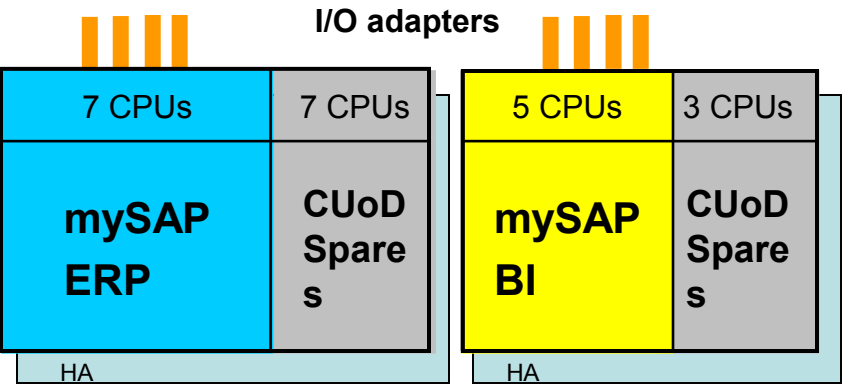 I/O adapters
7 CPUs
7 CPUs
5 CPUs
3 CPUs
mySAP
ERP
CUoD
Spare
s
mySAP
BI
CUoD
Spare
s
HA
HA